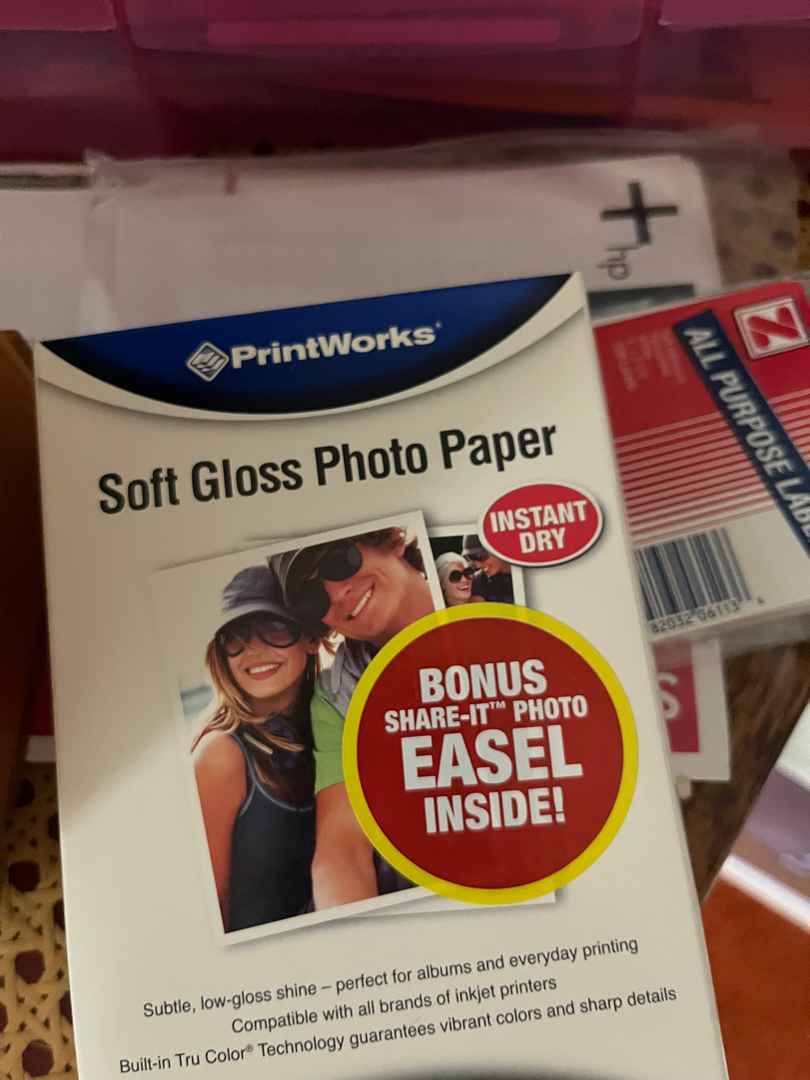 hp
PrintWorks
Soft Gloss Photo Paper
INSTANT
DRY
BONUS
SHARE-IT™ PHOTO
EASEL
INSIDE!
Subtle, low-gloss shine – perfect for albums and everyday printing
Compatible with all brands of inkjet printers
Built-in Tru Color® Technology guarantees vibrant colors and sharp details
Z
ALL PURPOSE
82032 06113
S